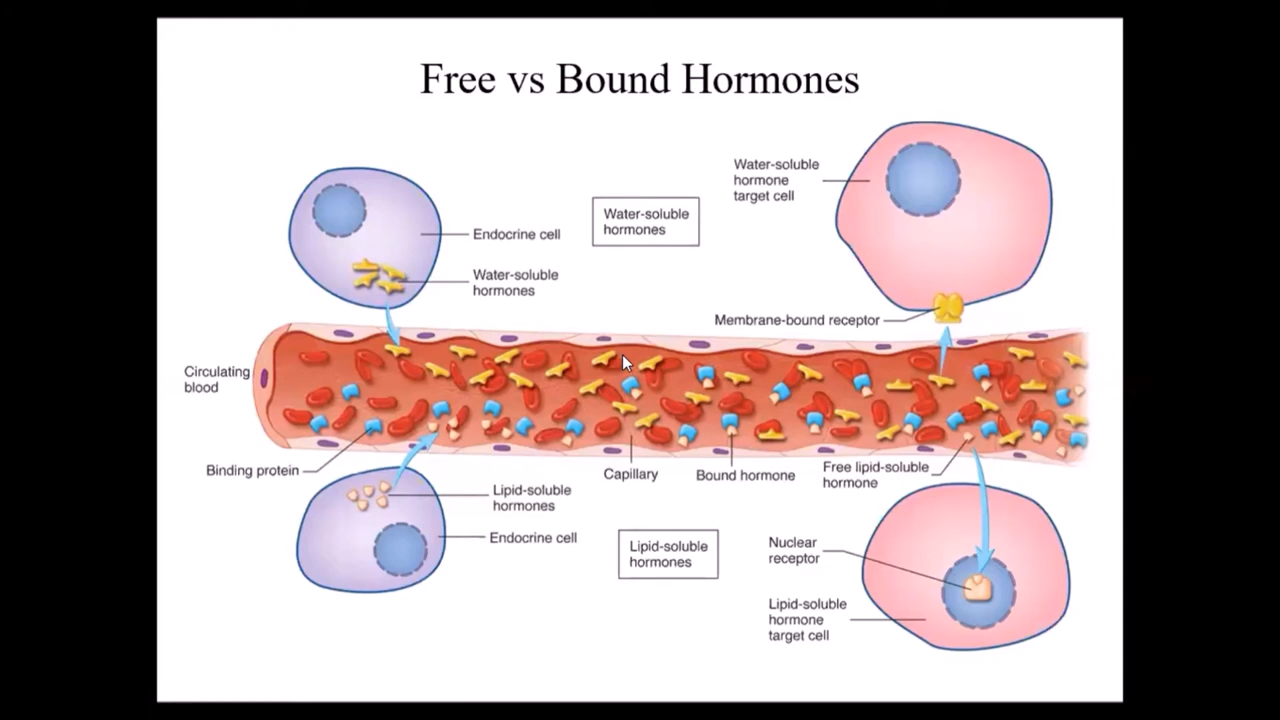 Free vs Bound Hormones
Water-soluble
hormone
target cell
Water-soluble
hormones
Endocrine cell
Water-soluble
hormones
Membrane-bound receptor
Circulating
blood
Binding protein
Capillary
Bound hormone
Free lipid-soluble
hormone
Lipid-soluble
hormones
Endocrine cell
Lipid-soluble
hormones
Nuclear
receptor
Lipid-soluble
hormone
target cell